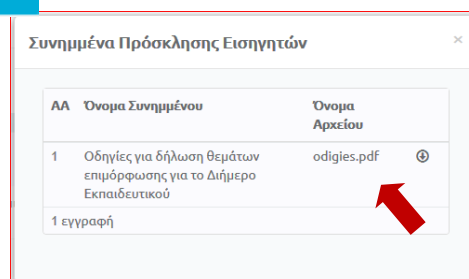 Συνημμένα Πρόσκλησης Εισηγητών ×
ΑΑ Όνομα Συνημμένου Όνομα
Αρχείου
1 Οδηγίες για δήλωση θεμάτων odigies.pdf
επιμόρφωσης για το Διήμερο
Εκπαιδευτικού
1 εγγραφή